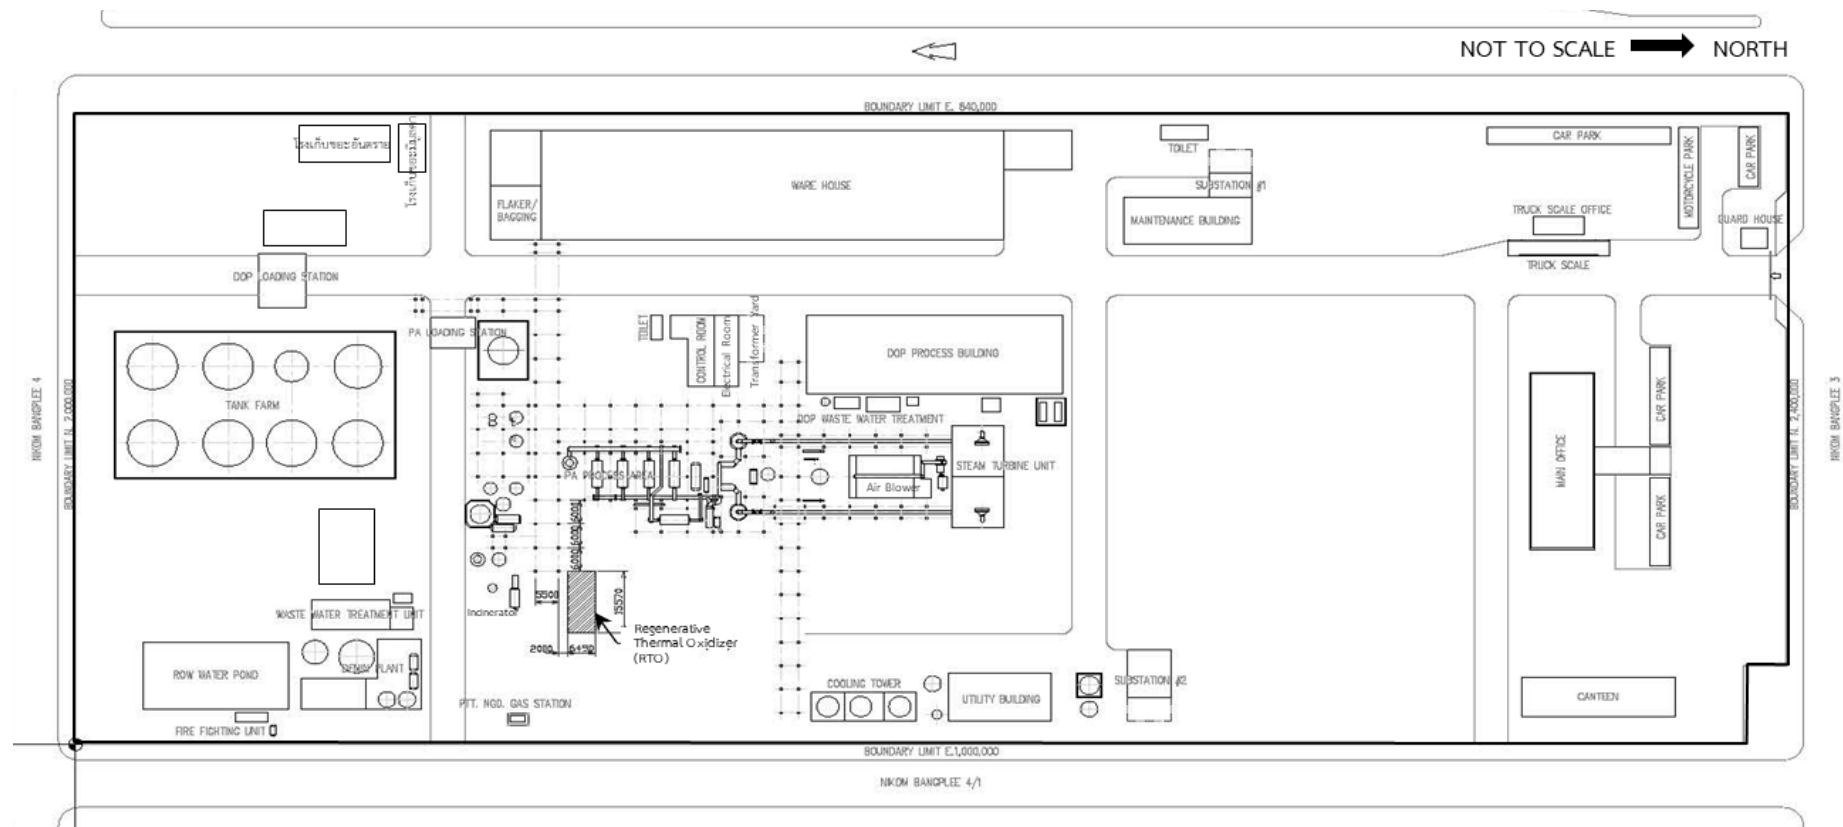 NOT TO SCALE
NORTH
BOUNDARY LIMIT E. 840,000
โรงเก็บขยะอันตราย
CAR PARK
MOTORCYCLE PARK
CAR PARK
TOILET
WARE HOUSE
SUBSTATION #1
FLAKER/
BAGGING
MAINTENANCE BUILDING
TRUCK SCALE OFFICE
GUARD HOUSE
TRUCK SCALE
DOP LOADING STATION
PA LOADING STATION
TOILET
CONTROL ROOM
Electrical Room
Transformer Yard
DOP PROCESS BUILDING
NIKOM BANGPLEE 4
BOUNDARY LIMIT N. 2,000,000
TANK FARM
DOP WASTE WATER TREATMENT
CAR PARK
MAIN OFFICE
CAR PARK
BOUNDARY LIMIT N. 2,400,000
NIKOM BANGPLEE 3
PA PROCESS AREA
STEAM TURBINE UNIT
Air Blower
6000
6000
6000
5500
15570
Incinerator
WASTE WATER TREATMENT UNIT
Regenerative
Thermal Oxidizer
(RTO)
2080
6490
ROW WATER POND
DEMIN PLANT
COOLING TOWER
UTILITY BUILDING
SUBSTATION #2
CANTEEN
PTT. NGD. GAS STATION
FIRE FIGHTING UNIT
BOUNDARY LIMIT E.1,000,000
NIKOM BANGPLEE 4/1